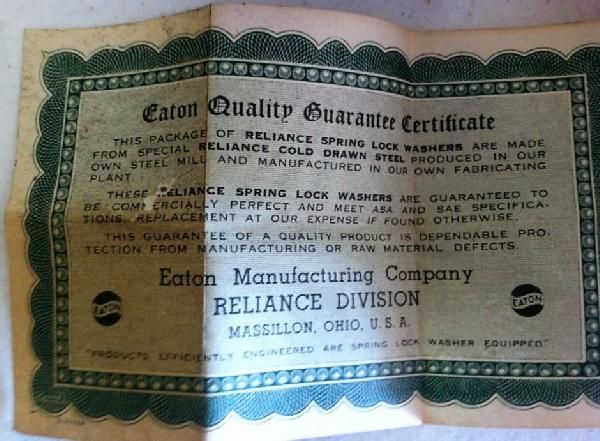 Eaton Quality Guarantee Certificate
THIS PACKAGE OF RELIANCE SPRING LOCK WASHERS ARE MADE
FROM SPECIAL RELIANCE COLD DRAWN STEEL PRODUCED IN OUR
OWN STEEL MILL AND MANUFACTURED IN OUR OWN FABRICATING
PLANT.
THESE RELIANCE SPRING LOCK WASHERS ARE GUARANTEED TO
BE COMMERCIALLY PERFECT AND MEET ASA AND SAE SPECIFICA-
TIONS. REPLACEMENT AT OUR EXPENSE IF FOUND OTHERWISE.
THIS GUARANTEE OF A QUALITY PRODUCT IS DEPENDABLE PRO-
TECTION FROM MANUFACTURING OR RAW MATERIAL DEFECTS.
Eaton Manufacturing Company
EATON
RELIANCE DIVISION
EATON
MASSILLON, OHIO, U.S.A.
"PRODUCTS EFFICIENTLY ENGINEERED ARE SPRING LOCK WASHER EQUIPPED"